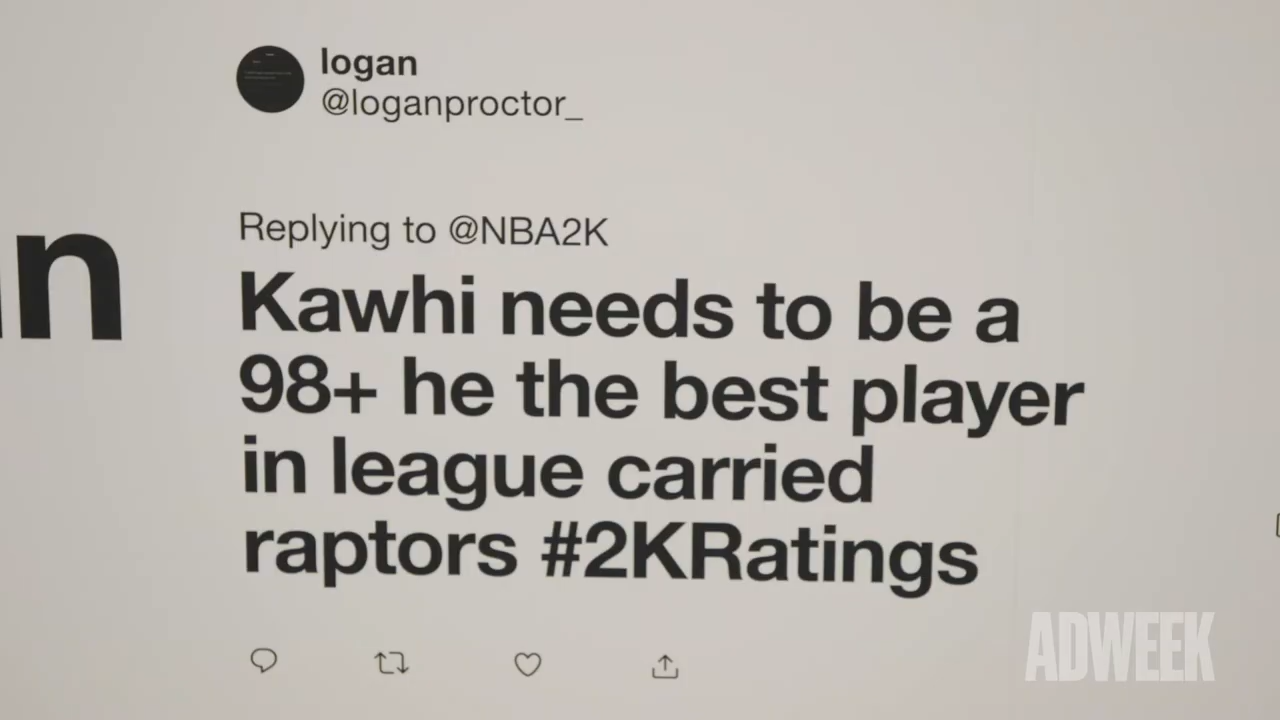 logan
@loganproctor_
Replying to @NBA2K
Kawhi needs to be a
98+ he the best player
in league carried
raptors #2KRatings
n
ADWEEK